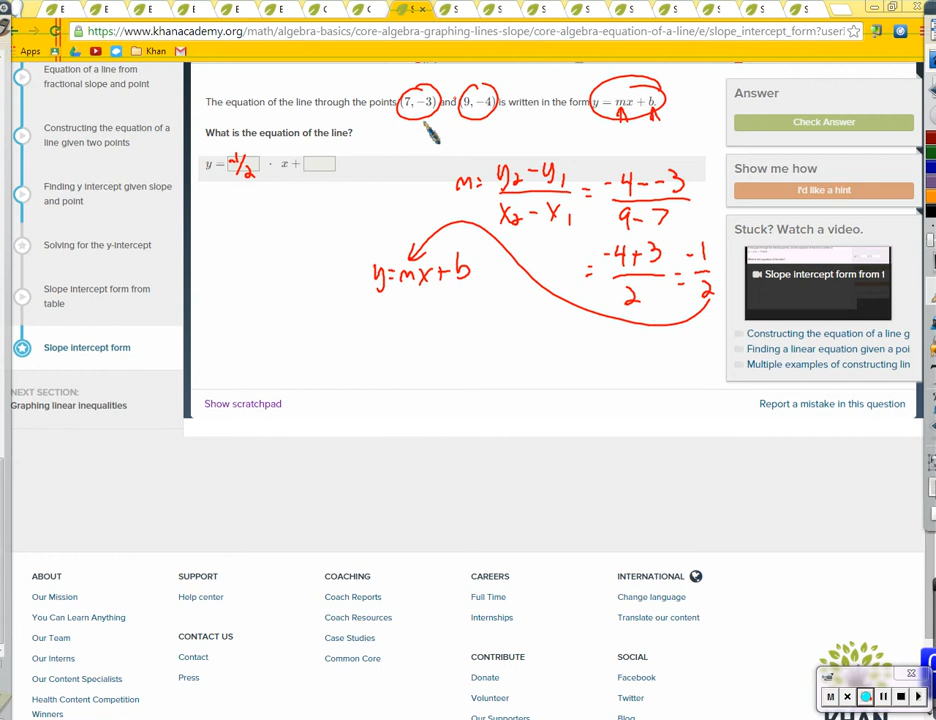 E E E E E E C C S × S S S S S S S S
https://www.khanacademy.org/math/algebra-basics/core-algebra-graphing-lines-slope/core-algebra-equation-of-a-line/e/slope_intercept_form?user
Apps Khan
Equation of a line from
fractional slope and point
Constructing the equation of a
line given two points
Finding y intercept given slope
and point
Solving for the y-intercept
Slope intercept form from
table
Slope intercept form
NEXT SECTION:
Graphing linear inequalities
The equation of the line through the points (7, −3) and (9, −4) is written in the form y = mx + b.
What is the equation of the line?
y = -1/2 · x +
m = y2 - y1 / x2 - x1 = -4 - -3 / 9 - 7
= -4 + 3 / 2 = -1 / 2
y = mx + b
Show scratchpad
Report a mistake in this question
Answer
Check Answer
Show me how
I'd like a hint
Stuck? Watch a video.
Slope intercept form from t
Constructing the equation of a line g
Finding a linear equation given a poi
Multiple examples of constructing lin
ABOUT
Our Mission
You Can Learn Anything
Our Team
Our Interns
Our Content Specialists
Health Content Competition
Winners
SUPPORT
Help center
CONTACT US
Contact
Press
COACHING
Coach Reports
Coach Resources
Case Studies
Common Core
CAREERS
Full Time
Internships
CONTRIBUTE
Donate
Volunteer
Our Supporters
INTERNATIONAL
Change language
Translate our content
SOCIAL
Facebook
Twitter
Blog
M
KHAN